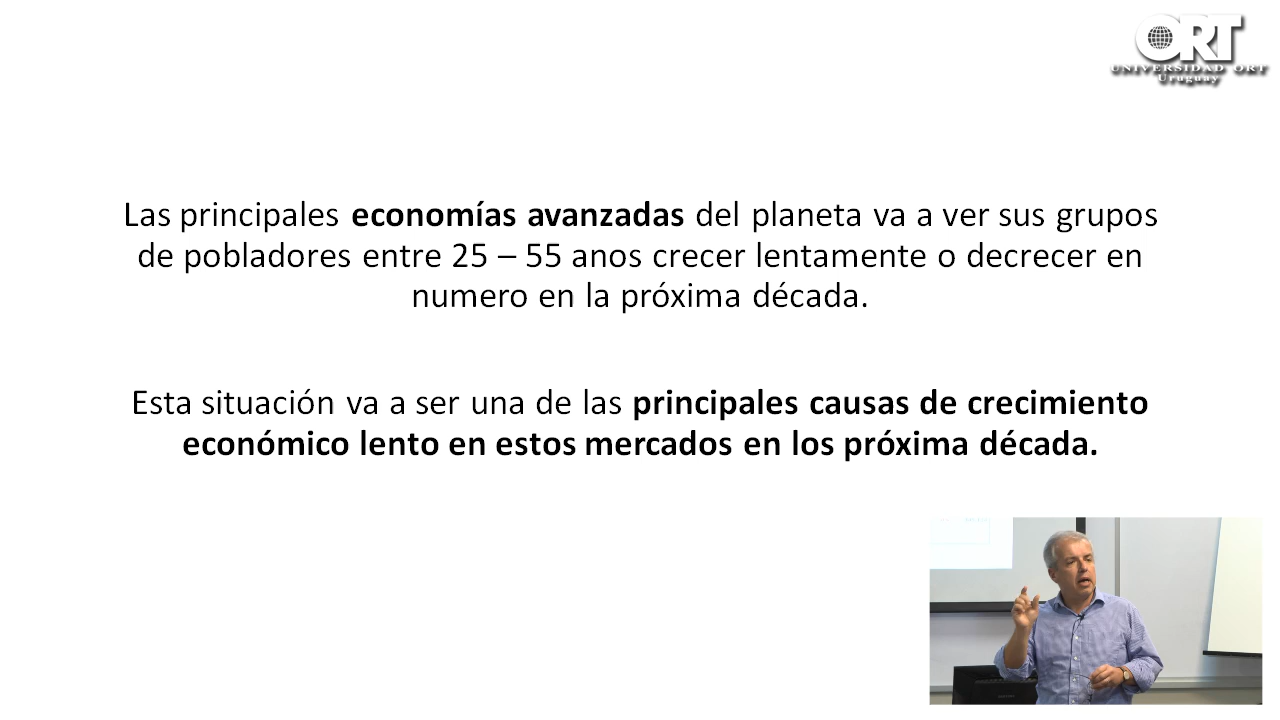 ORT
UNIVERSIDAD ORT
Uruguay
Las principales economías avanzadas del planeta va a ver sus grupos
de pobladores entre 25 – 55 anos crecer lentamente o decrecer en
numero en la próxima década.
Esta situación va a ser una de las principales causas de crecimiento
económico lento en estos mercados en los próxima década.